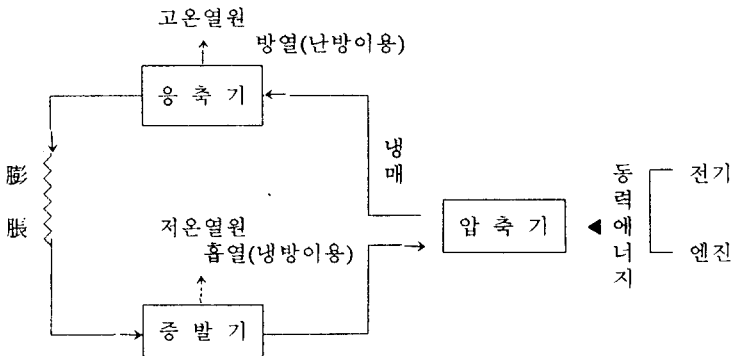 고온열원
방열(난방이용)
응 축 기
냉매
膨脹
동력에너지
전기
압 축 기
엔진
저온열원
흡열(냉방이용)
증 발 기